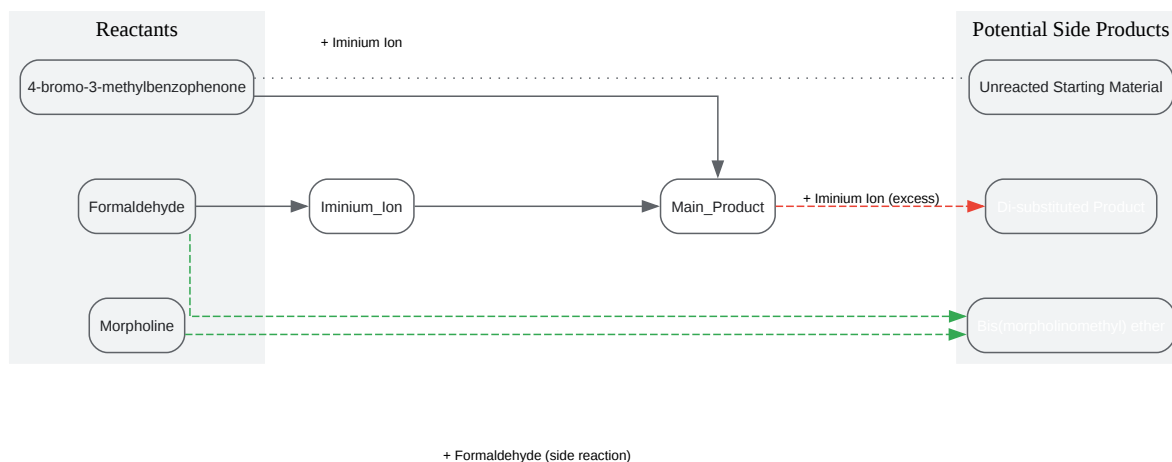 Reactants
Potential Side Products
+ Iminium Ion
4-bromo-3-methylbenzophenone
Unreacted Starting Material
Formaldehyde
Iminium_Ion
Main_Product
+ Iminium Ion (excess)
Di-substituted Product
Morpholine
Bis(morpholinomethyl) ether
+ Formaldehyde (side reaction)